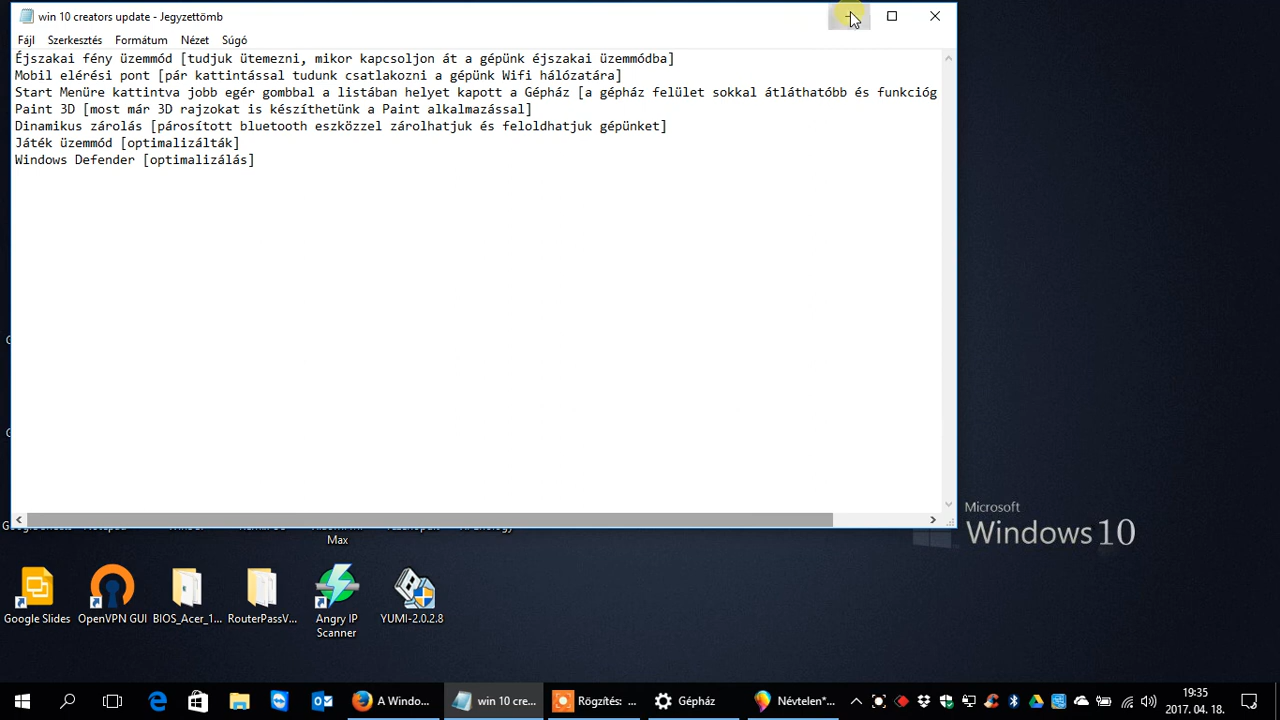 win 10 creators update - Jegyzettömb
Fájl Szerkesztés Formátum Nézet Súgó
Éjszakai fény üzemmód [tudjuk ütemezni, mikor kapcsoljon át a gépünk éjszakai üzemmódba]
Mobil elérési pont [pár kattintással tudunk csatlakozni a gépünk Wifi hálózatára]
Start Menüre kattintva jobb egér gombbal a listában helyet kapott a Gépház [a gépház felület sokkal átláthatóbb és funkcióg
Paint 3D [most már 3D rajzokat is készíthetünk a Paint alkalmazással]
Dinamikus zárolás [párosított bluetooth eszközzel zárolhatjuk és feloldhatjuk gépünket]
Játék üzemmód [optimalizálták]
Windows Defender [optimalizálás]
Max
Microsoft
Windows 10
Google Slides OpenVPN GUI BIOS_Acer_1... RouterPassV... Angry IP Scanner YUMI-2.0.2.8
A Windo... win 10 cre... Rögzítés: ... Gépház Névtelen*...
19:35
2017. 04. 18.